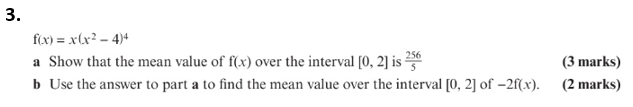 3.
f(x) = x(x² – 4)⁴
a Show that the mean value of f(x) over the interval [0, 2] is 256/5 (3 marks)
b Use the answer to part a to find the mean value over the interval [0, 2] of –2f(x). (2 marks)